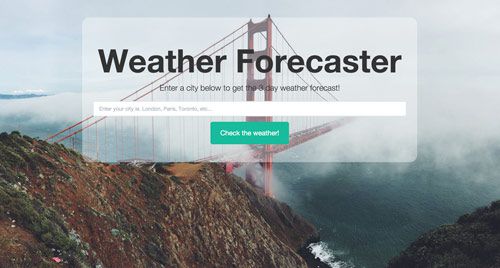 Weather Forecaster
Enter a city below to get the 3 day weather forecast!
Enter your city ie. London, Paris, Toronto, etc...
Check the weather!